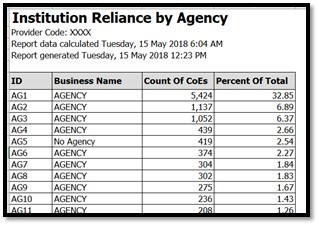 Institution Reliance by Agency
Provider Code: XXXX
Report data calculated Tuesday, 15 May 2018 6:04 AM
Report generated Tuesday, 15 May 2018 12:23 PM
ID Business Name Count Of CoEs Percent Of Total
AG1 AGENCY 5,424 32.85
AG2 AGENCY 1,137 6.89
AG3 AGENCY 1,052 6.37
AG4 AGENCY 439 2.66
AG5 No Agency 419 2.54
AG6 AGENCY 374 2.27
AG7 AGENCY 304 1.84
AG8 AGENCY 302 1.83
AG9 AGENCY 275 1.67
AG10 AGENCY 236 1.43
AG11 AGENCY 208 1.26